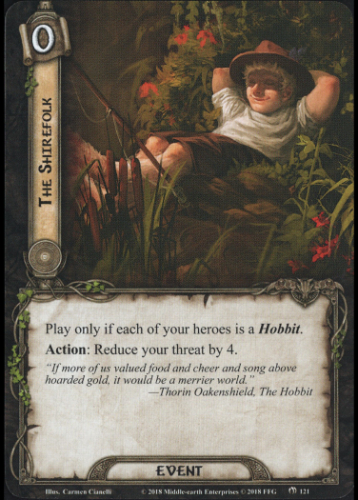 0
THE SHIREFOLK
Play only if each of your heroes is a Hobbit.
Action: Reduce your threat by 4.
"If more of us valued food and cheer and song above
hoarded gold, it would be a merrier world."
—Thorin Oakenshield, The Hobbit
EVENT
Illus. Carmen Cianelli © 2018 Middle-earth Enterprises © 2018 FFG 121